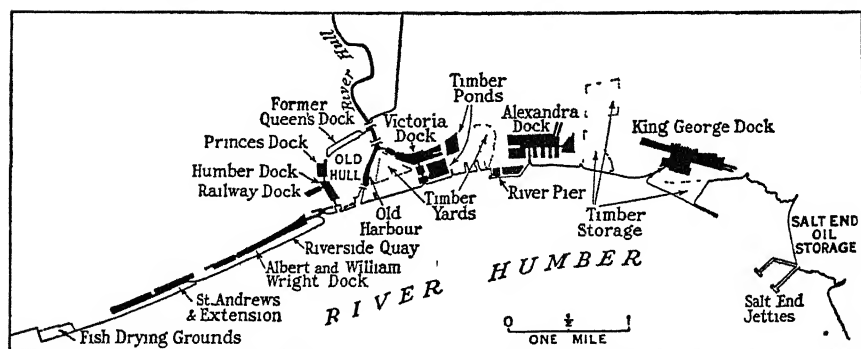 River Hull
Former
Queen's Dock
Princes Dock
Humber Dock
Railway Dock
OLD
HULL
Victoria
Dock
Timber
Ponds
Alexandra
Dock
King George Dock
Old
Harbour
Timber
Yards
River Pier
Timber
Storage
SALT END
OIL
STORAGE
Riverside Quay
Albert and William
Wright Dock
St. Andrews
& Extension
Fish Drying Grounds
RIVER HUMBER
Salt End
Jetties
0 ½ 1
ONE MILE